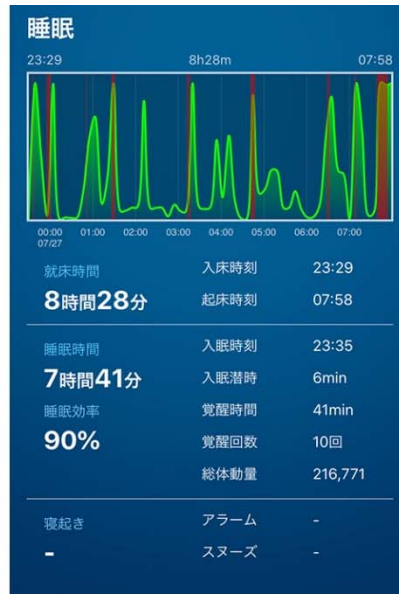 睡眠
23:29 8h28m 07:58
00:00 01:00 02:00 03:00 04:00 05:00 06:00 07:00
07/27
就床時間 入床時刻 23:29
8時間28分 起床時刻 07:58
睡眠時間 入眠時刻 23:35
7時間41分 入眠潜時 6min
睡眠効率 覚醒時間 41min
90% 覚醒回数 10回
総体動量 216,771
寝起き アラーム -
- スヌーズ -